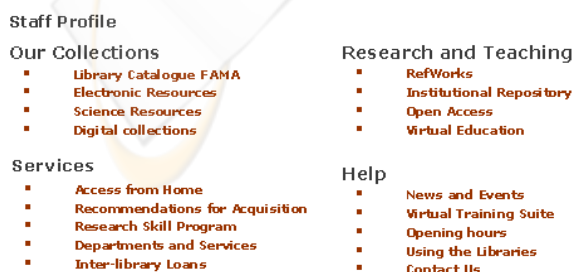 Staff Profile
Our Collections
Library Catalogue FAMA
Electronic Resources
Science Resources
Digital collections
Services
Access from Home
Recommendations for Acquisition
Research Skill Program
Departments and Services
Inter-library Loans
Research and Teaching
RefWorks
Institutional Repository
Open Access
Virtual Education
Help
News and Events
Virtual Training Suite
Opening hours
Using the Libraries
Contact Us